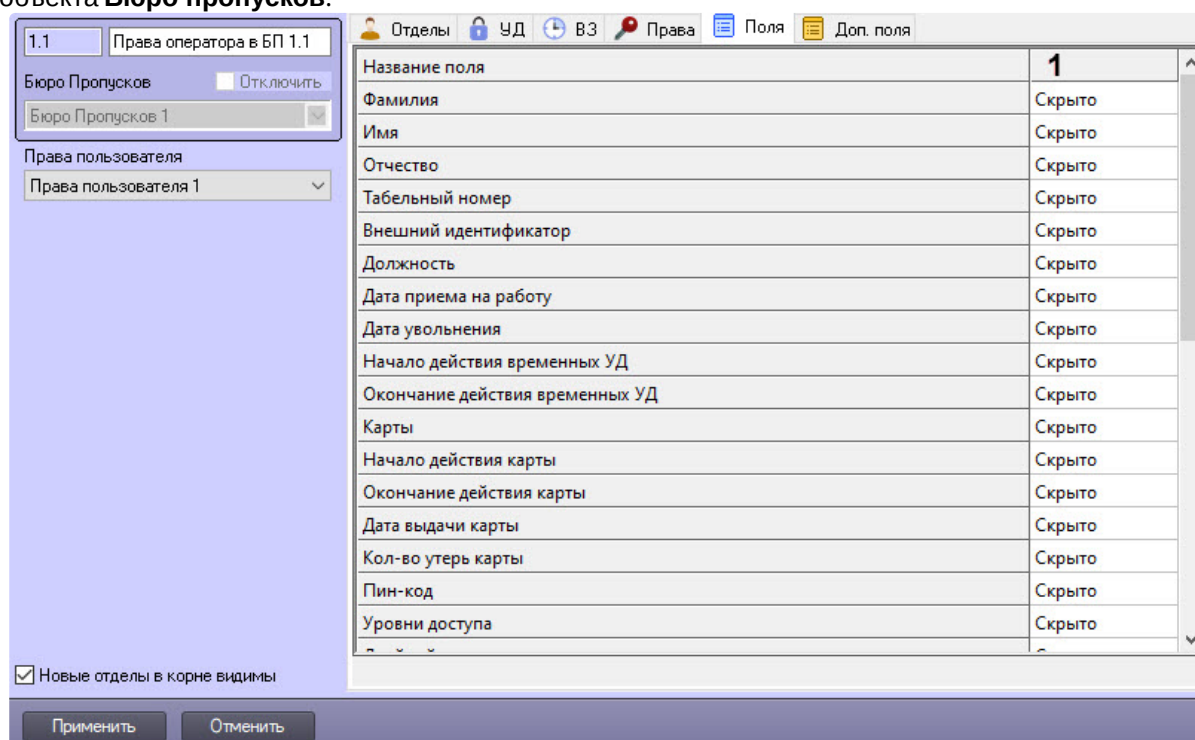 объекта Бюро пропусков.
1.1 Права оператора в БП 1.1
Бюро Пропусков Отключить
Бюро Пропусков 1
Права пользователя
Права пользователя 1
Отделы УД ВЗ Права Поля Доп. поля
Название поля 1
Фамилия Скрыто
Имя Скрыто
Отчество Скрыто
Табельный номер Скрыто
Внешний идентификатор Скрыто
Должность Скрыто
Дата приема на работу Скрыто
Дата увольнения Скрыто
Начало действия временных УД Скрыто
Окончание действия временных УД Скрыто
Карты Скрыто
Начало действия карты Скрыто
Окончание действия карты Скрыто
Дата выдачи карты Скрыто
Кол-во утерь карты Скрыто
Пин-код Скрыто
Уровни доступа Скрыто
Новые отделы в корне видимы
Применить Отменить